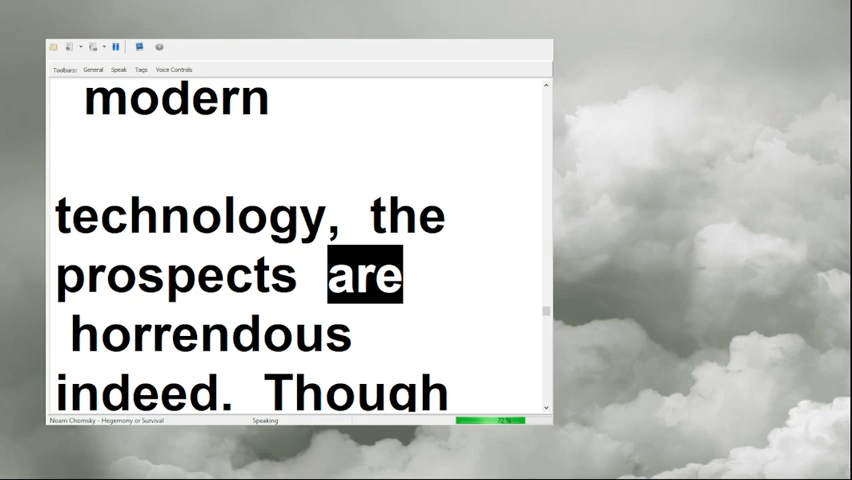 Toolbars: General Speak Tags Voice Controls
modern
technology, the
prospects are
horrendous
indeed. Though
Noam Chomsky - Hegemony or Survival Speaking 72 %